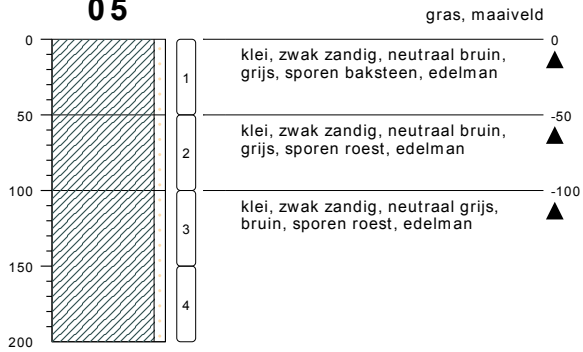 05
gras, maaiveld
0
0
klei, zwak zandig, neutraal bruin,
grijs, sporen baksteen, edelman
1
50
-50
klei, zwak zandig, neutraal bruin,
grijs, sporen roest, edelman
2
100
-100
klei, zwak zandig, neutraal grijs,
bruin, sporen roest, edelman
3
150
4
200